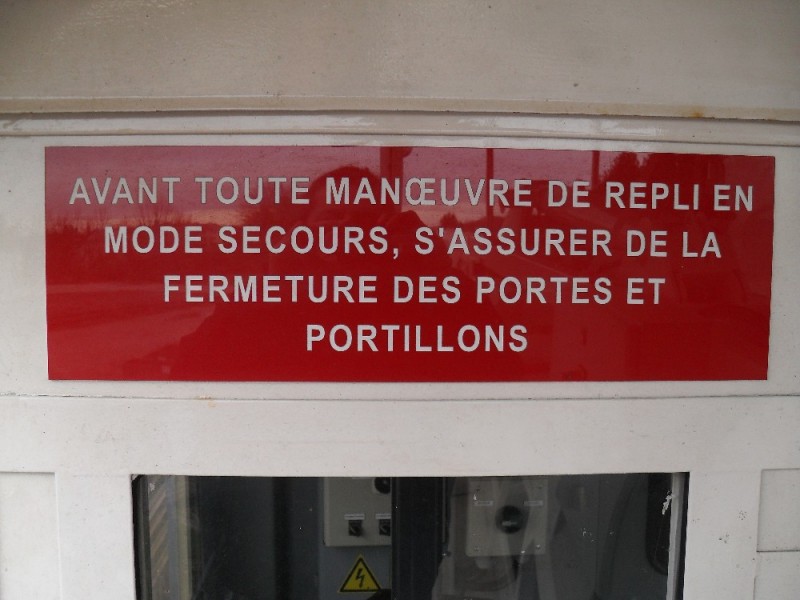 AVANT TOUTE MANŒUVRE DE REPLI EN
MODE SECOURS, S'ASSURER DE LA
FERMETURE DES PORTES ET
PORTILLONS